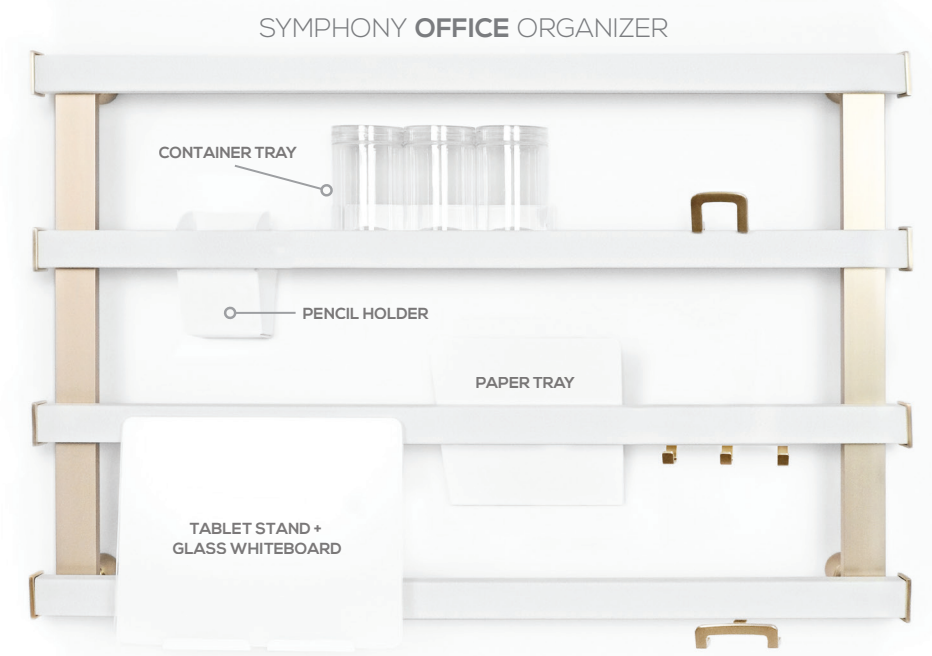 SYMPHONY OFFICE ORGANIZER
CONTAINER TRAY
PENCIL HOLDER
PAPER TRAY
TABLET STAND +
GLASS WHITEBOARD